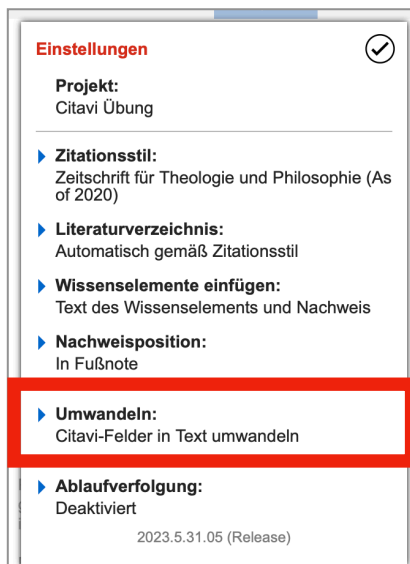 Einstellungen
Projekt:
Citavi Übung
Zitationsstil:
Zeitschrift für Theologie und Philosophie (As
of 2020)
Literaturverzeichnis:
Automatisch gemäß Zitationsstil
Wissenselemente einfügen:
Text des Wissenselements und Nachweis
Nachweisposition:
In Fußnote
Umwandeln:
Citavi-Felder in Text umwandeln
Ablaufverfolgung:
Deaktiviert
2023.5.31.05 (Release)